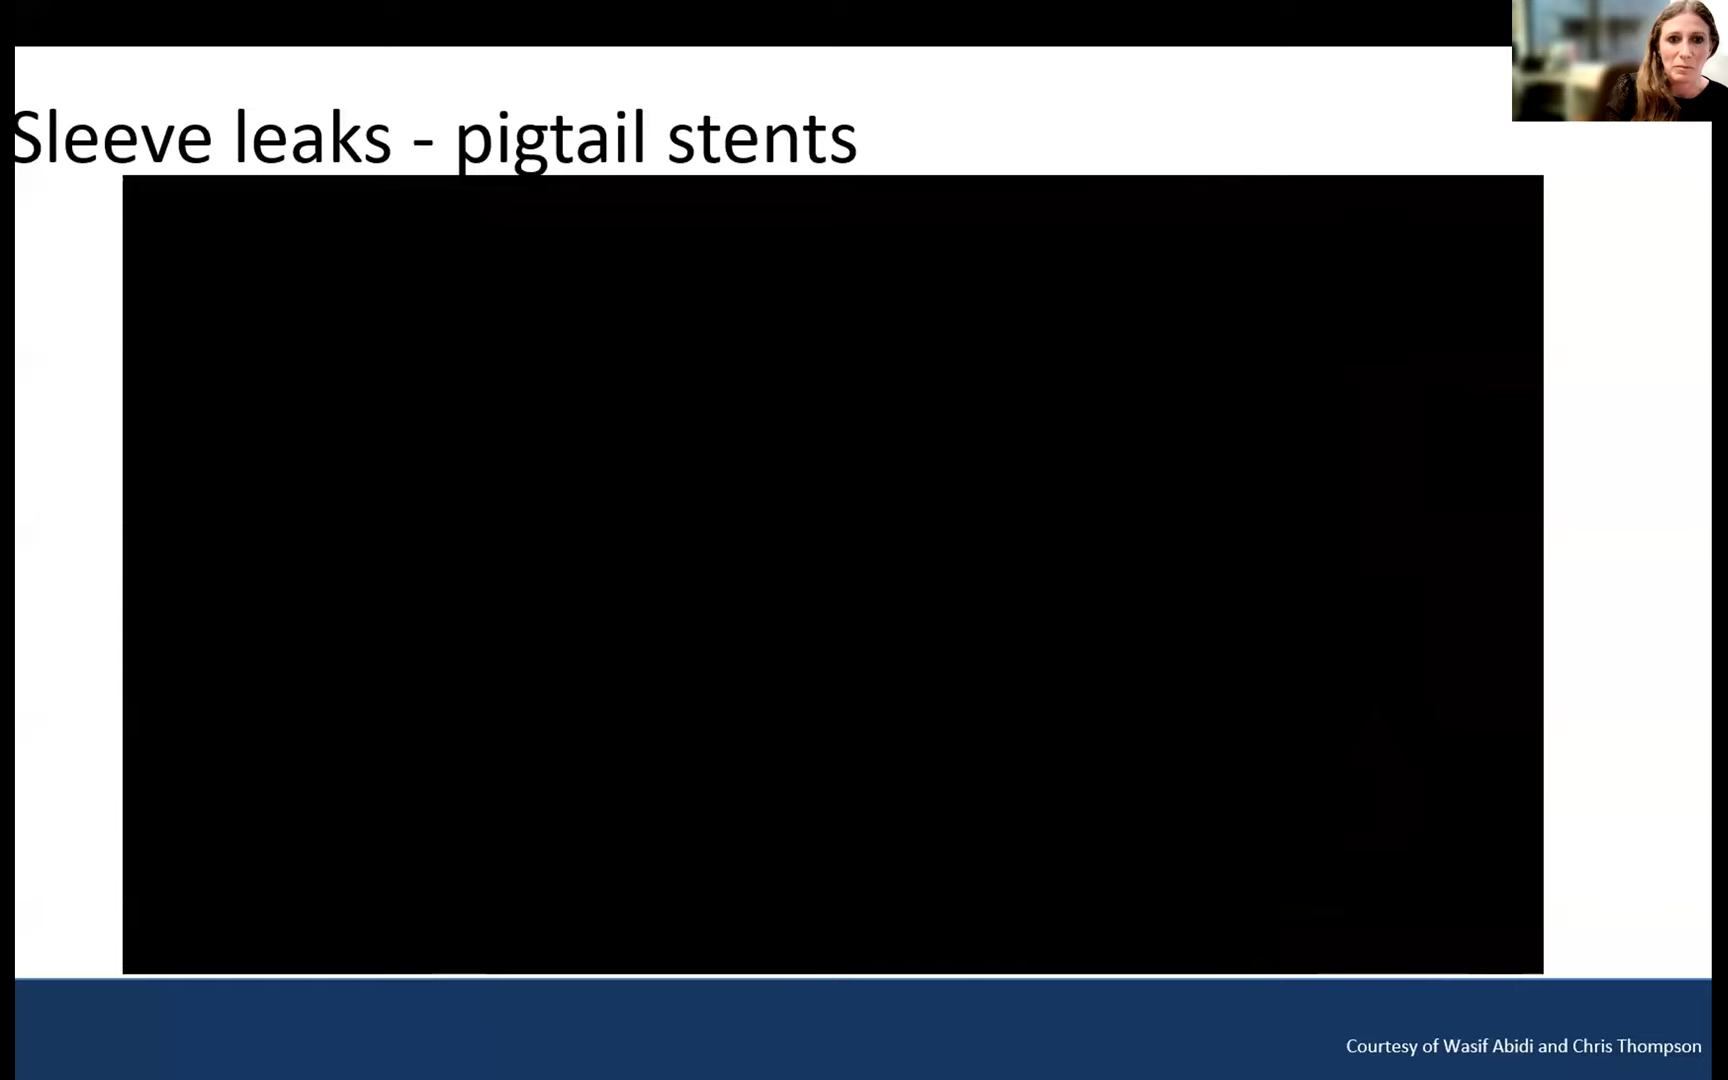 Sleeve leaks - pigtail stents
Courtesy of Wasif Abidi and Chris Thompson